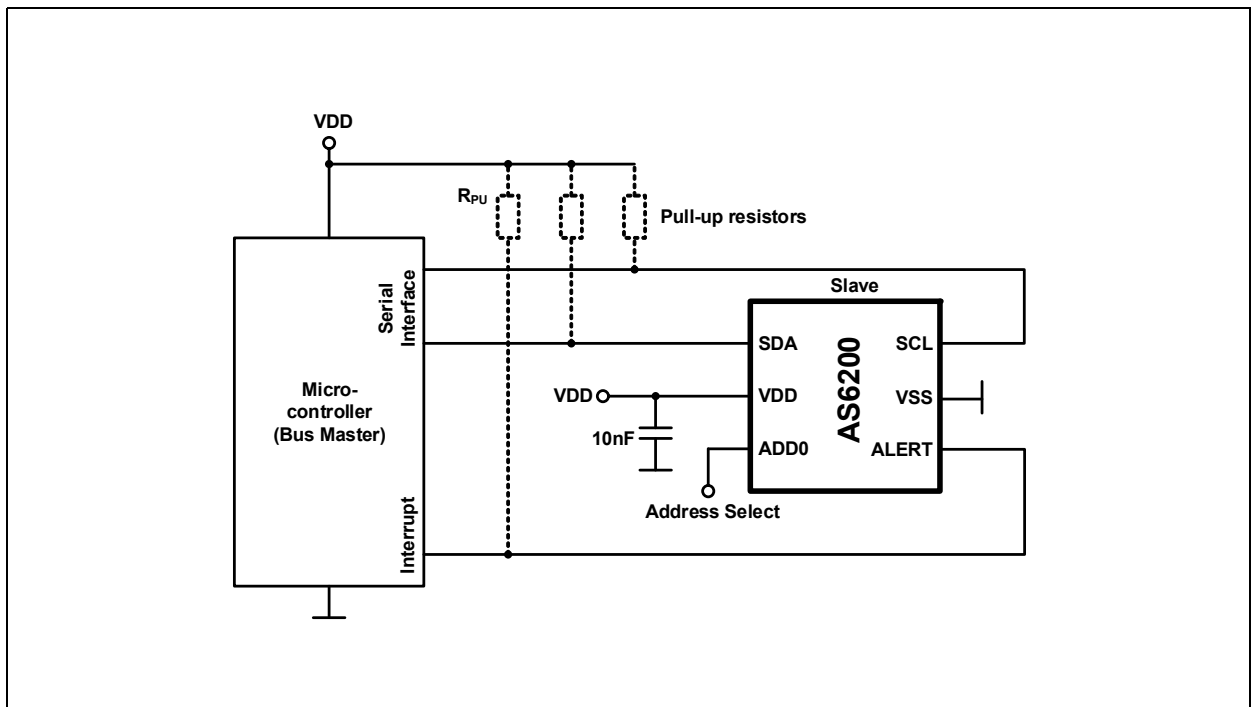 VDD
RPU
Pull-up resistors
Serial
Interface
Slave
SDA
SCL
AS6200
Micro-
controller
(Bus Master)
VDD
VDD
VSS
10nF
ADD0
ALERT
Address Select
Interrupt